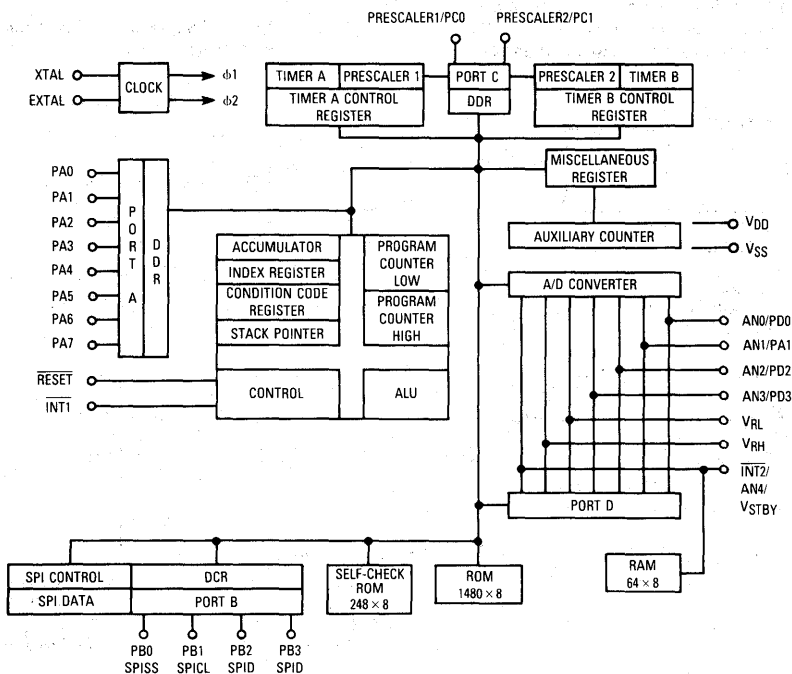 PRESCALER1/PC0 PRESCALER2/PC1
XTAL
EXTAL
CLOCK
ϕ1
ϕ2
TIMER A PRESCALER 1
TIMER A CONTROL
REGISTER
PORT C
DDR
PRESCALER 2 TIMER B
TIMER B CONTROL
REGISTER
MISCELLANEOUS
REGISTER
AUXILIARY COUNTER
VDD
VSS
PA0
PA1
PA2
PA3
PA4
PA5
PA6
PA7
PORT A
DDR
ACCUMULATOR
INDEX REGISTER
CONDITION CODE
REGISTER
STACK POINTER
PROGRAM
COUNTER
LOW
PROGRAM
COUNTER
HIGH
CONTROL
ALU
RESET
INT1
A/D CONVERTER
AN0/PD0
AN1/PA1
AN2/PD2
AN3/PD3
VRL
VRH
INT2/
AN4/
VSTBY
PORT D
SPI CONTROL DCR
SPI DATA PORT B
SELF-CHECK
ROM
248 × 8
ROM
1480 × 8
RAM
64 × 8
PB0 PB1 PB2 PB3
SPISS SPICL SPID SPID